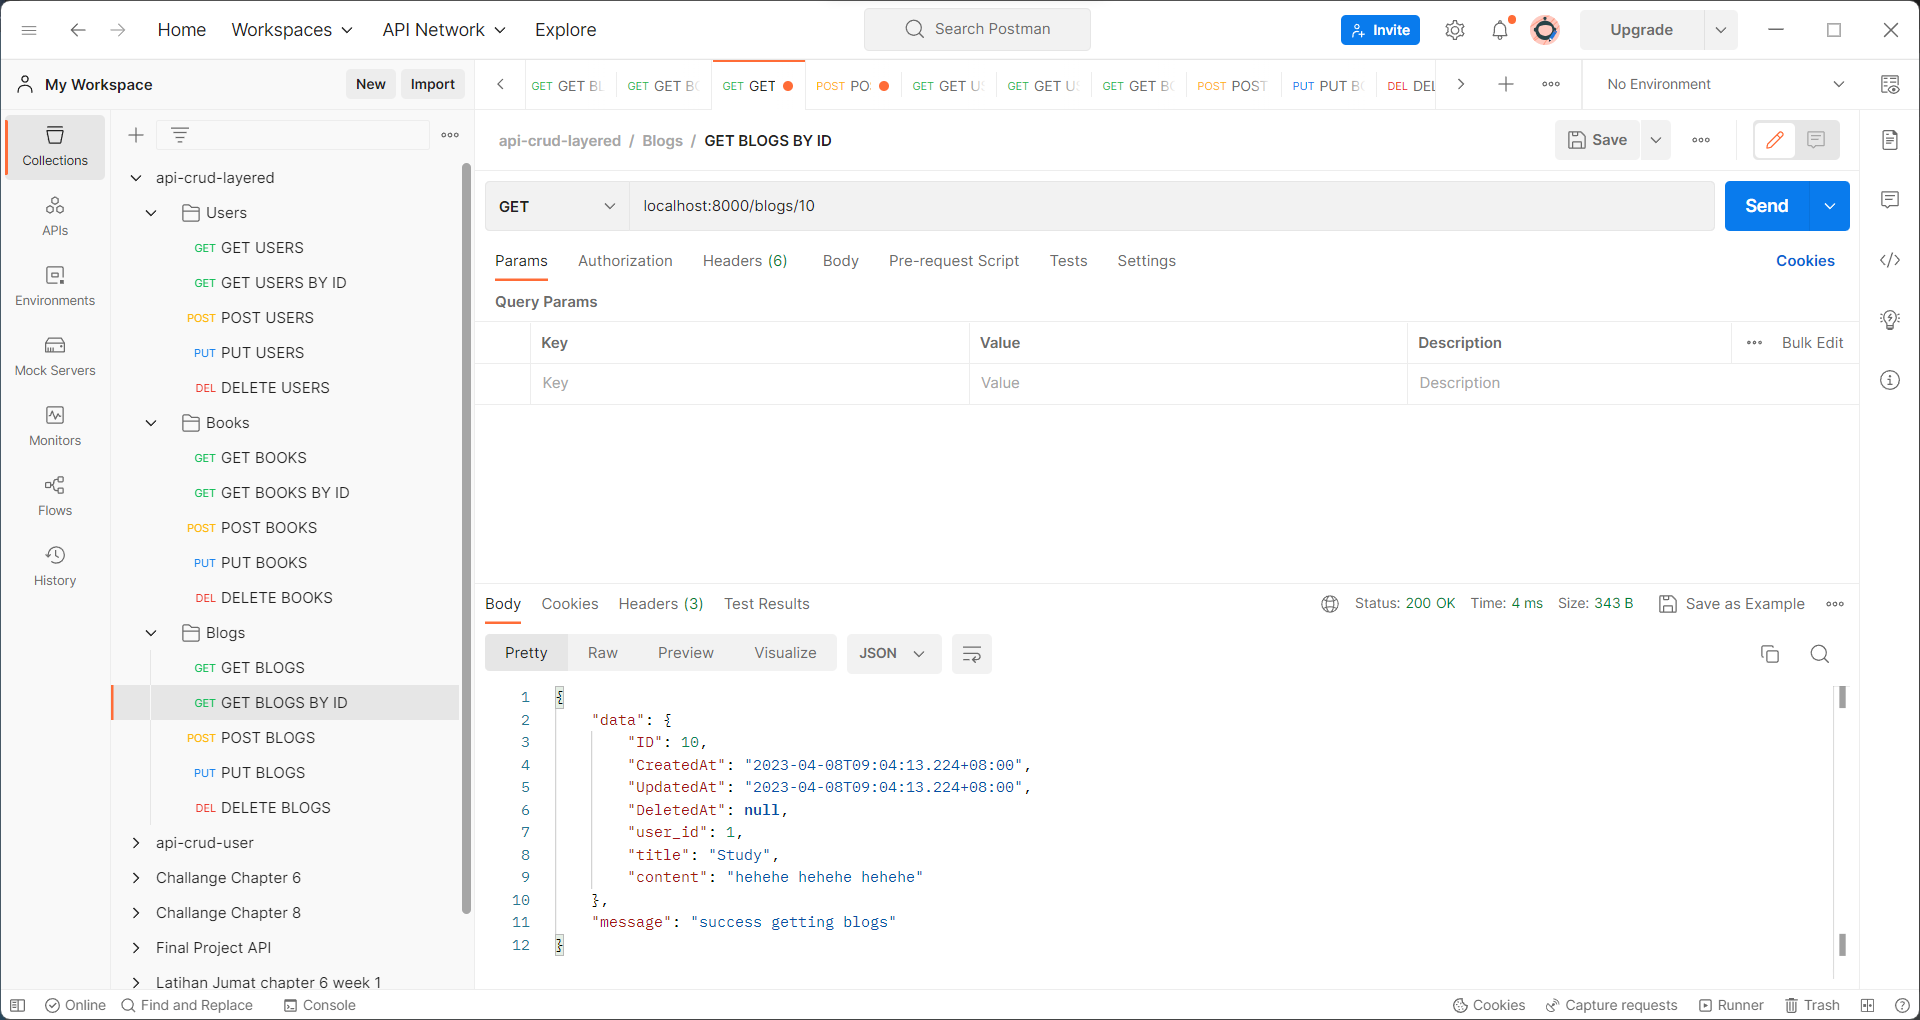 Home Workspaces API Network Explore Search Postman Invite Upgrade
My Workspace New Import
GET GET BL GET GET BO GET GET POST PO GET GET US GET GET US GET GET BO POST POST PUT PUT BO DEL DEL No Environment
Collections
APIs
Environments
Mock Servers
Monitors
Flows
History
api-crud-layered
Users
GET GET USERS
GET GET USERS BY ID
POST POST USERS
PUT PUT USERS
DEL DELETE USERS
Books
GET GET BOOKS
GET GET BOOKS BY ID
POST POST BOOKS
PUT PUT BOOKS
DEL DELETE BOOKS
Blogs
GET GET BLOGS
GET GET BLOGS BY ID
POST POST BLOGS
PUT PUT BLOGS
DEL DELETE BLOGS
api-crud-user
Challange Chapter 6
Challange Chapter 8
Final Project API
Latihan Jumat chapter 6 week 1
api-crud-layered / Blogs / GET BLOGS BY ID Save
GET localhost:8000/blogs/10 Send
Params Authorization Headers (6) Body Pre-request Script Tests Settings Cookies
Query Params
Key Value Description Bulk Edit
Key Value Description
Body Cookies Headers (3) Test Results Status: 200 OK Time: 4 ms Size: 343 B Save as Example
Pretty Raw Preview Visualize JSON
1 {
2 "data": {
3 "ID": 10,
4 "CreatedAt": "2023-04-08T09:04:13.224+08:00",
5 "UpdatedAt": "2023-04-08T09:04:13.224+08:00",
6 "DeletedAt": null,
7 "user_id": 1,
8 "title": "Study",
9 "content": "hehehe hehehe hehehe"
10 },
11 "message": "success getting blogs"
12 }
Online Find and Replace Console Cookies Capture requests Runner Trash